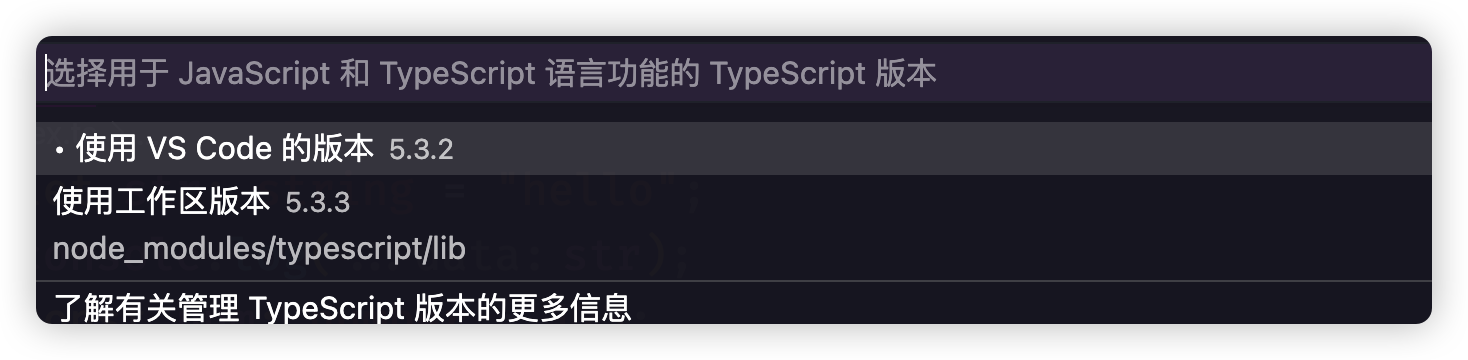 选择用于 JavaScript 和 TypeScript 语言功能的 TypeScript 版本
• 使用 VS Code 的版本 5.3.2
= "hello";
使用工作区版本 5.3.3
node_modules/typescript/lib
str);
了解有关管理 TypeScript 版本的更多信息